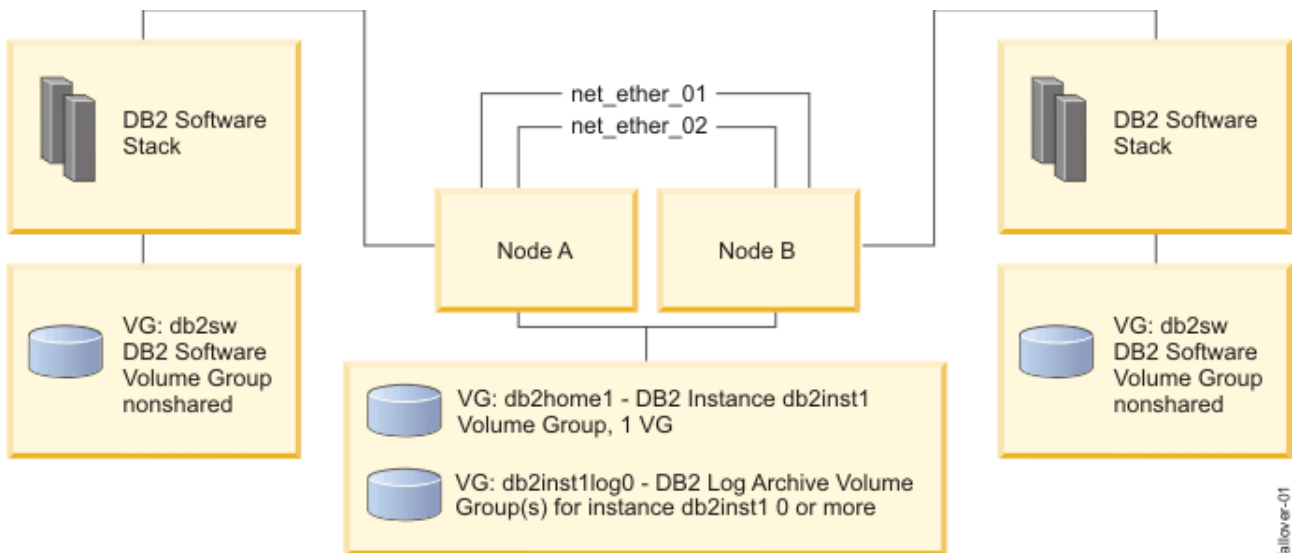 DB2 Software
Stack
net_ether_01
net_ether_02
DB2 Software
Stack
Node A
Node B
VG: db2sw
DB2 Software
Volume Group
nonshared
VG: db2sw
DB2 Software
Volume Group
nonshared
VG: db2home1 - DB2 Instance db2inst1
Volume Group, 1 VG
VG: db2inst1log0 - DB2 Log Archive Volume
Group(s) for instance db2inst1 0 or more
allover-01